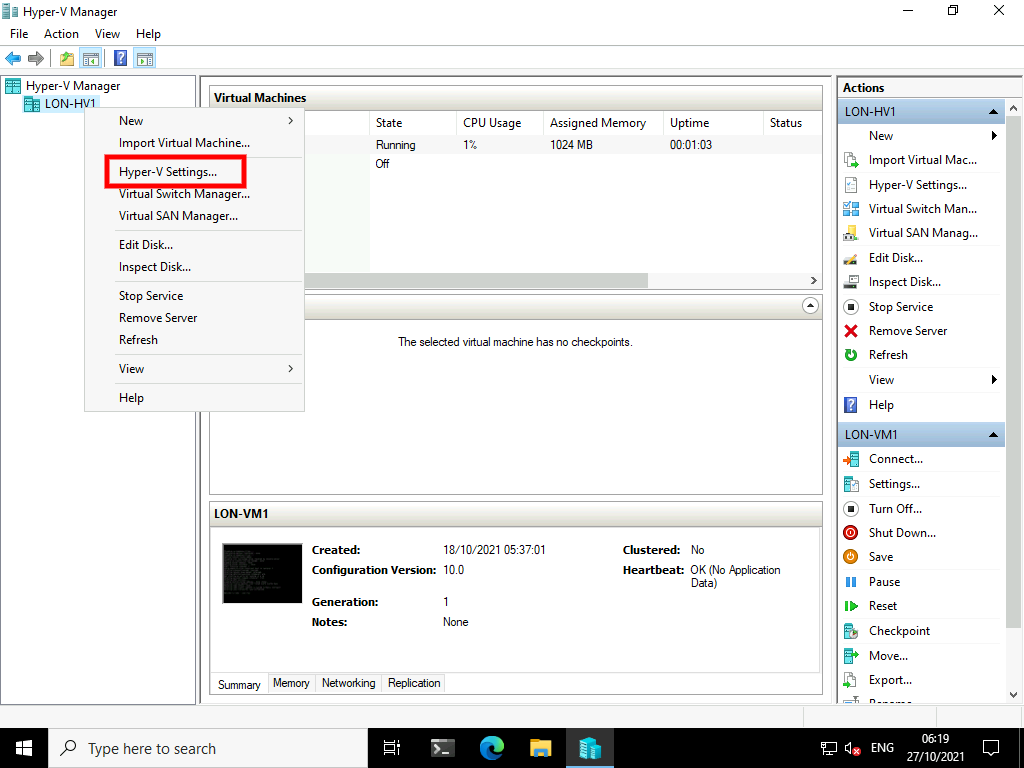 Hyper-V Manager
File Action View Help
Hyper-V Manager
LON-HV1
New
Import Virtual Machine...
Hyper-V Settings...
Virtual Switch Manager...
Virtual SAN Manager...
Edit Disk...
Inspect Disk...
Stop Service
Remove Server
Refresh
View
Help
Virtual Machines
State CPU Usage Assigned Memory Uptime Status
Running 1% 1024 MB 00:01:03
Off
The selected virtual machine has no checkpoints.
LON-VM1
Created: 18/10/2021 05:37:01 Clustered: No
Configuration Version: 10.0 Heartbeat: OK (No Application
Data)
Generation: 1
Notes: None
Summary Memory Networking Replication
Actions
LON-HV1
New
Import Virtual Mac...
Hyper-V Settings...
Virtual Switch Man...
Virtual SAN Manag...
Edit Disk...
Inspect Disk...
Stop Service
Remove Server
Refresh
View
Help
LON-VM1
Connect...
Settings...
Turn Off...
Shut Down...
Save
Pause
Reset
Checkpoint
Move...
Export...
Type here to search
ENG
06:19
27/10/2021